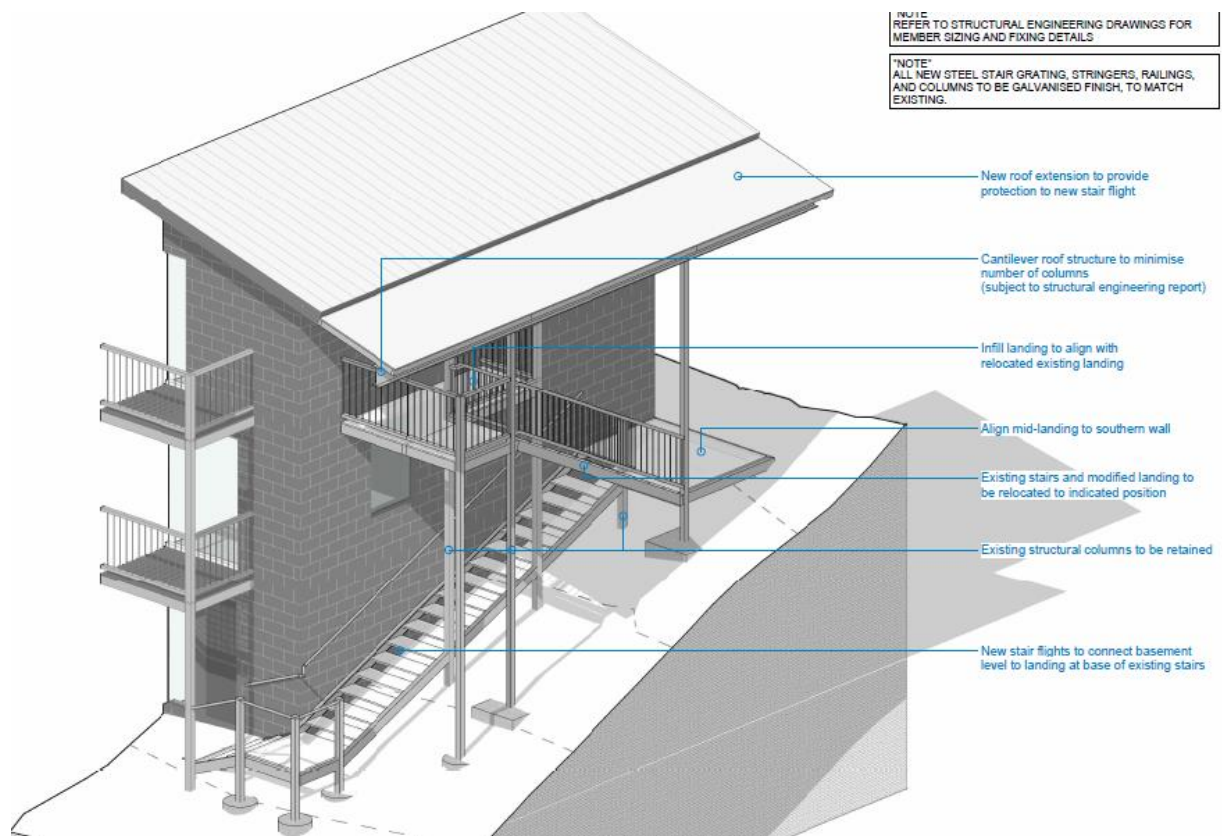 "NOTE"
REFER TO STRUCTURAL ENGINEERING DRAWINGS FOR
MEMBER SIZING AND FIXING DETAILS
"NOTE"
ALL NEW STEEL STAIR GRATING, STRINGERS, RAILINGS,
AND COLUMNS TO BE GALVANISED FINISH, TO MATCH
EXISTING.
New roof extension to provide
protection to new stair flight
Cantilever roof structure to minimise
number of columns
(subject to structural engineering report)
Infill landing to align with
relocated existing landing
Align mid-landing to southern wall
Existing stairs and modified landing to
be relocated to indicated position
Existing structural columns to be retained
New stair flights to connect basement
level to landing at base of existing stairs